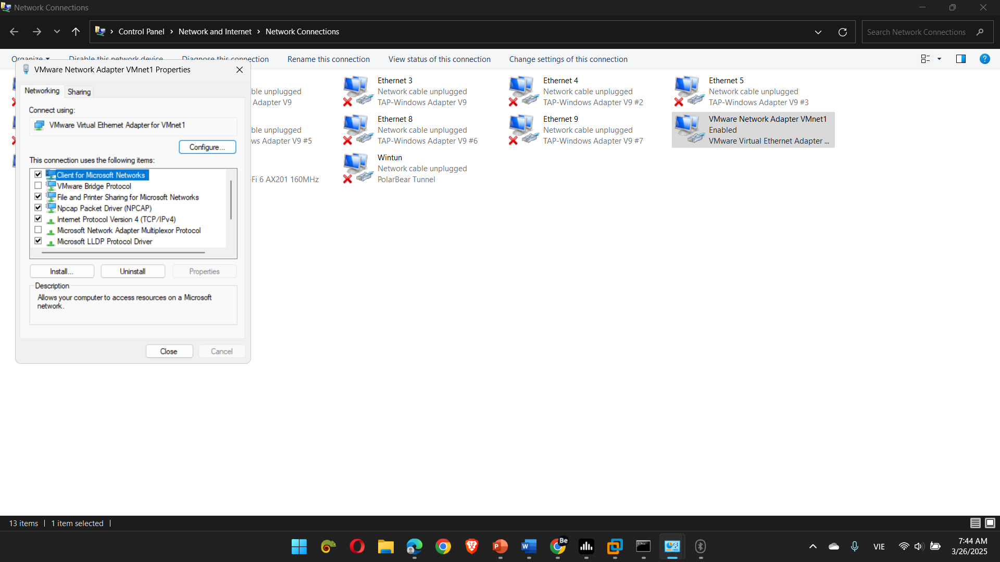 Network Connections
Control Panel > Network and Internet > Network Connections
Search Network Connections
Organize
Disable this network device
Diagnose this connection
Rename this connection
View status of this connection
Change settings of this connection
VMware Network Adapter VMnet1 Properties
Networking
Sharing
Connect using:
VMware Virtual Ethernet Adapter for VMnet1
Configure...
This connection uses the following items:
Client for Microsoft Networks
VMware Bridge Protocol
File and Printer Sharing for Microsoft Networks
Npcap Packet Driver (NPCAP)
Internet Protocol Version 4 (TCP/IPv4)
Microsoft Network Adapter Multiplexor Protocol
Microsoft LLDP Protocol Driver
Install...
Uninstall
Properties
Description
Allows your computer to access resources on a Microsoft
network.
Close
Cancel
ble unplugged
Adapter V9
Ethernet 3
Network cable unplugged
TAP-Windows Adapter V9
Ethernet 4
Network cable unplugged
TAP-Windows Adapter V9 #2
Ethernet 5
Network cable unplugged
TAP-Windows Adapter V9 #3
ble unplugged
ws Adapter V9 #5
Ethernet 8
Network cable unplugged
TAP-Windows Adapter V9 #6
Ethernet 9
Network cable unplugged
TAP-Windows Adapter V9 #7
VMware Network Adapter VMnet1
Enabled
VMware Virtual Ethernet Adapter ...
-Fi 6 AX201 160MHz
Wintun
Network cable unplugged
PolarBear Tunnel
13 items
1 item selected
Be
VIE
7:44 AM
3/26/2025